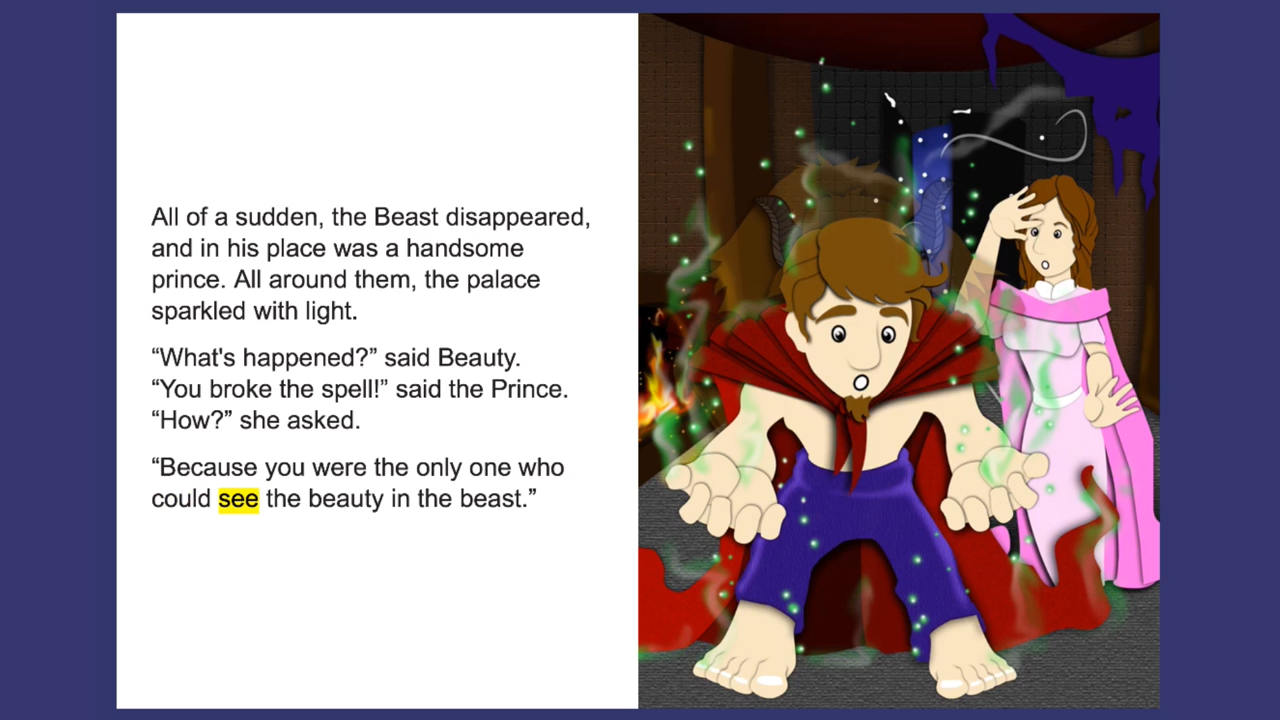 All of a sudden, the Beast disappeared,
and in his place was a handsome
prince. All around them, the palace
sparkled with light.
“What's happened?” said Beauty.
“You broke the spell!” said the Prince.
“How?” she asked.
“Because you were the only one who
could see the beauty in the beast.”